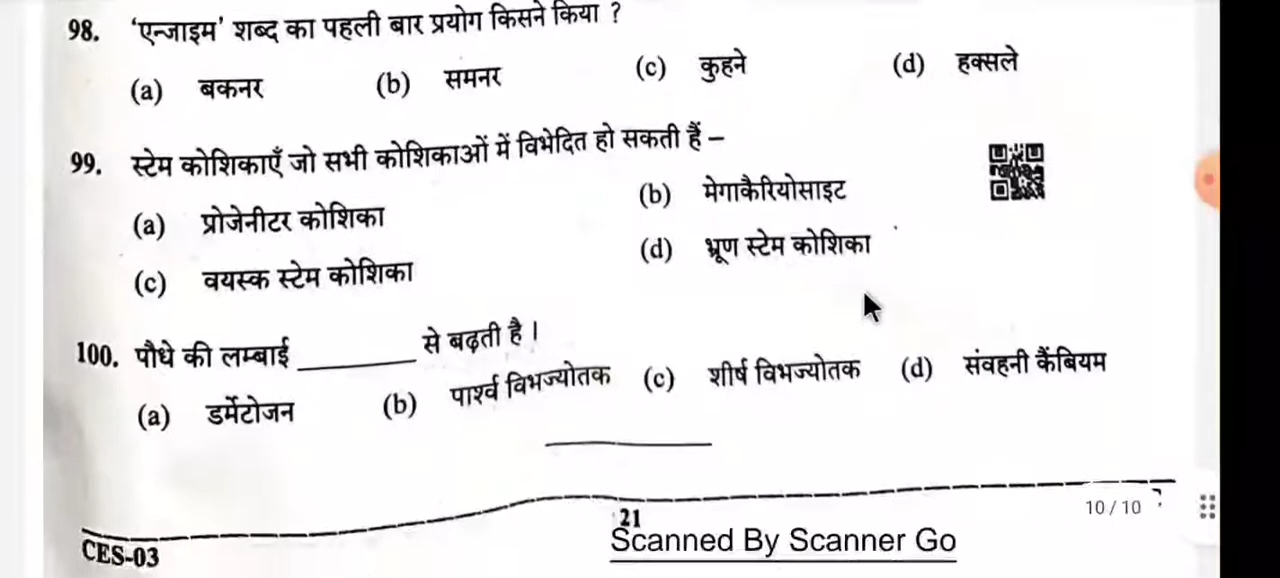 98. 'एन्जाइम' शब्द का पहली बार प्रयोग किसने किया ?
(a) बकनर (b) समनर (c) कुहने (d) हक्सले
99. स्टेम कोशिकाएँ जो सभी कोशिकाओं में विभेदित हो सकती हैं –
(a) प्रोजेनीटर कोशिका (b) मेगाकैरियोसाइट
(c) वयस्क स्टेम कोशिका (d) भ्रूण स्टेम कोशिका
100. पौधे की लम्बाई ________ से बढ़ती है ।
(a) डर्मेटोजन (b) पार्श्व विभज्योतक (c) शीर्ष विभज्योतक (d) संवहनी कैंबियम
10 / 10
21
CES-03
Scanned By Scanner Go